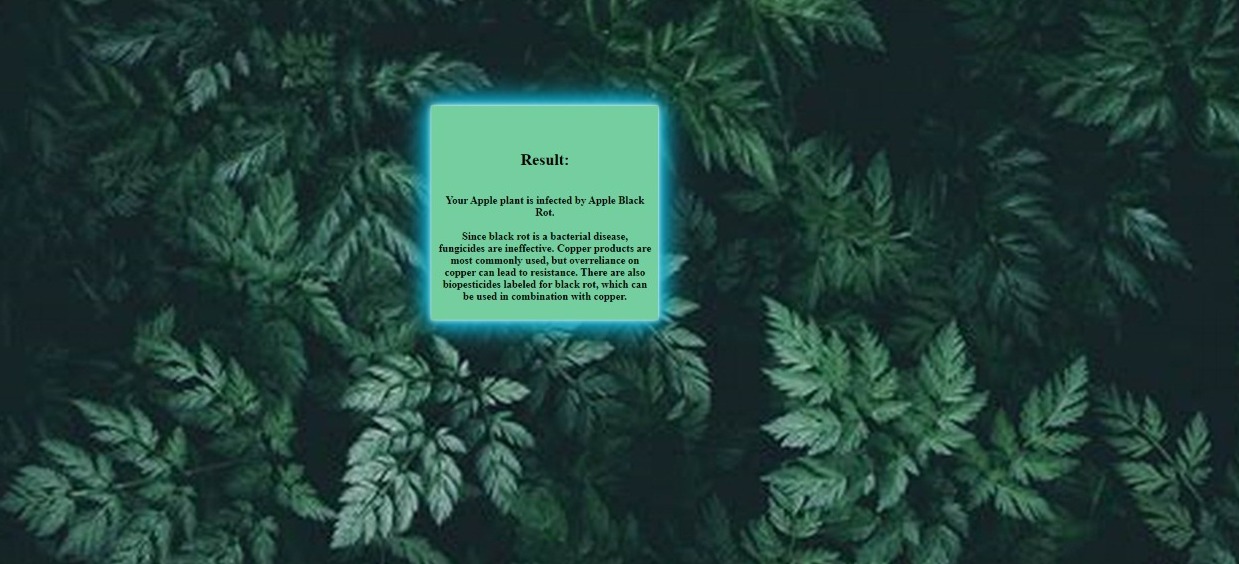 Result:
Your Apple plant is infected by Apple Black
Rot.
Since black rot is a bacterial disease,
fungicides are ineffective. Copper products are
most commonly used, but overreliance on
copper can lead to resistance. There are also
biopesticides labeled for black rot, which can
be used in combination with copper.